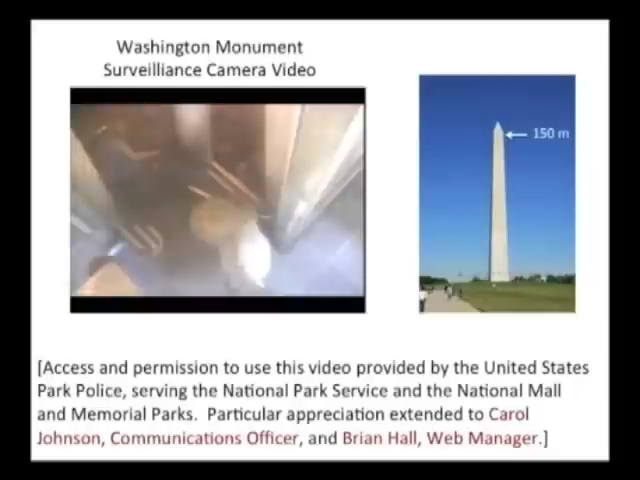 Washington Monument
Surveilliance Camera Video
150 m
[Access and permission to use this video provided by the United States
Park Police, serving the National Park Service and the National Mall
and Memorial Parks. Particular appreciation extended to Carol
Johnson, Communications Officer, and Brian Hall, Web Manager.]